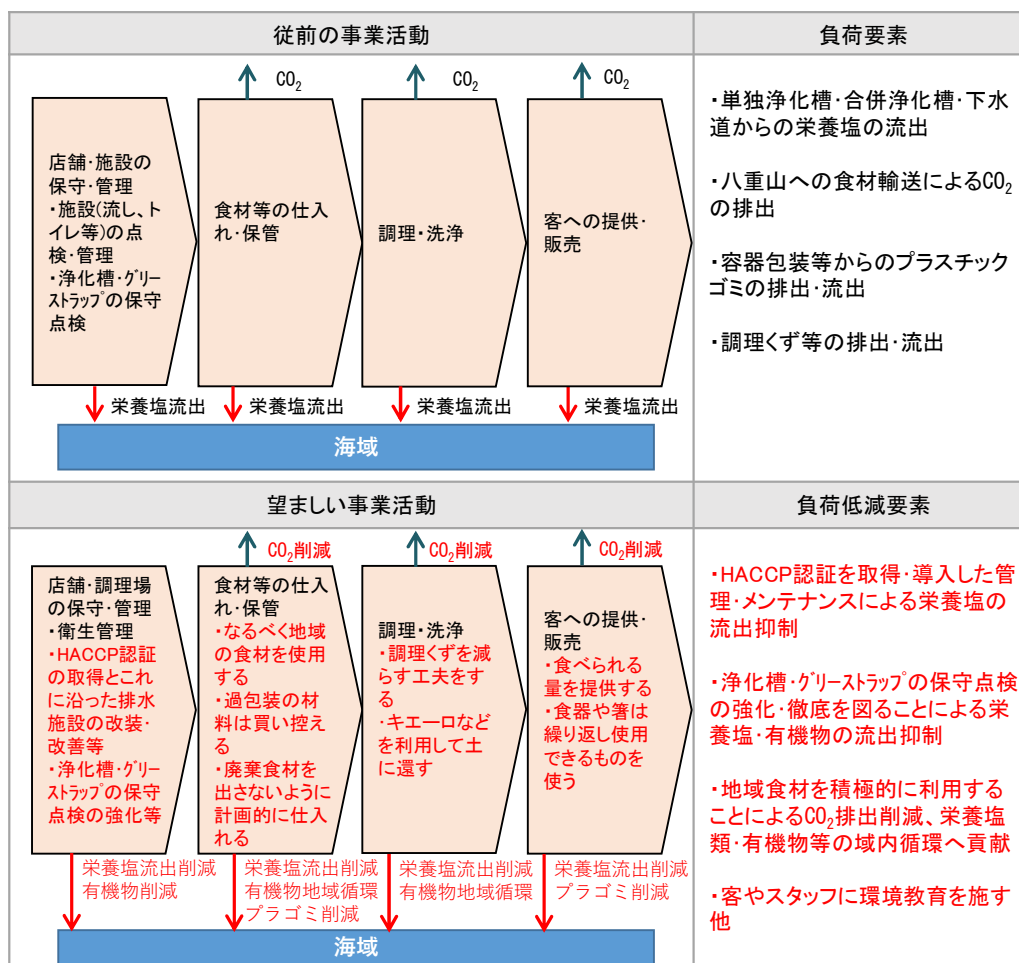 従前の事業活動
負荷要素
CO2
CO2
CO2
店舗･施設の
保守･管理
・施設(流し、ト
イレ等)の点
検･管理
・浄化槽･グリー
ストラップの保守
点検
食材等の仕入
れ･保管
調理･洗浄
客への提供･
販売
栄養塩流出
栄養塩流出
栄養塩流出
栄養塩流出
海域
・単独浄化槽･合併浄化槽･下水
道からの栄養塩の流出
・八重山への食材輸送によるCO2
の排出
・容器包装等からのプラスチック
ゴミの排出･流出
・調理くず等の排出･流出
望ましい事業活動
負荷低減要素
CO2削減
CO2削減
CO2削減
店舗･調理場
の保守･管理
・衛生管理
・HACCP認証
の取得とこれ
に沿った排水
施設の改装･
改善等
・浄化槽･グリー
ストラップの保守
点検の強化等
食材等の仕入
れ･保管
・なるべく地域
の食材を使用
する
・過包装の材
料は買い控え
る
・廃棄食材を
出さないように
計画的に仕入
れる
調理･洗浄
・調理くずを減
らす工夫をす
る
・キエーロなど
を利用して土
に還す
客への提供･
販売
・食べられる
量を提供する
・食器や箸は
繰り返し使用
できるものを
使う
栄養塩流出削減
有機物削減
栄養塩流出削減
有機物地域循環
プラゴミ削減
栄養塩流出削減
有機物地域循環
栄養塩流出削減
プラゴミ削減
海域
・HACCP認証を取得･導入した管
理･メンテナンスによる栄養塩の
流出抑制
・浄化槽･グリーストラップの保守点検
の強化･徹底を図ることによる栄
養塩･有機物の流出抑制
・地域食材を積極的に利用する
ことによるCO2排出削減、栄養塩
類･有機物等の域内循環へ貢献
・客やスタッフに環境教育を施す
他